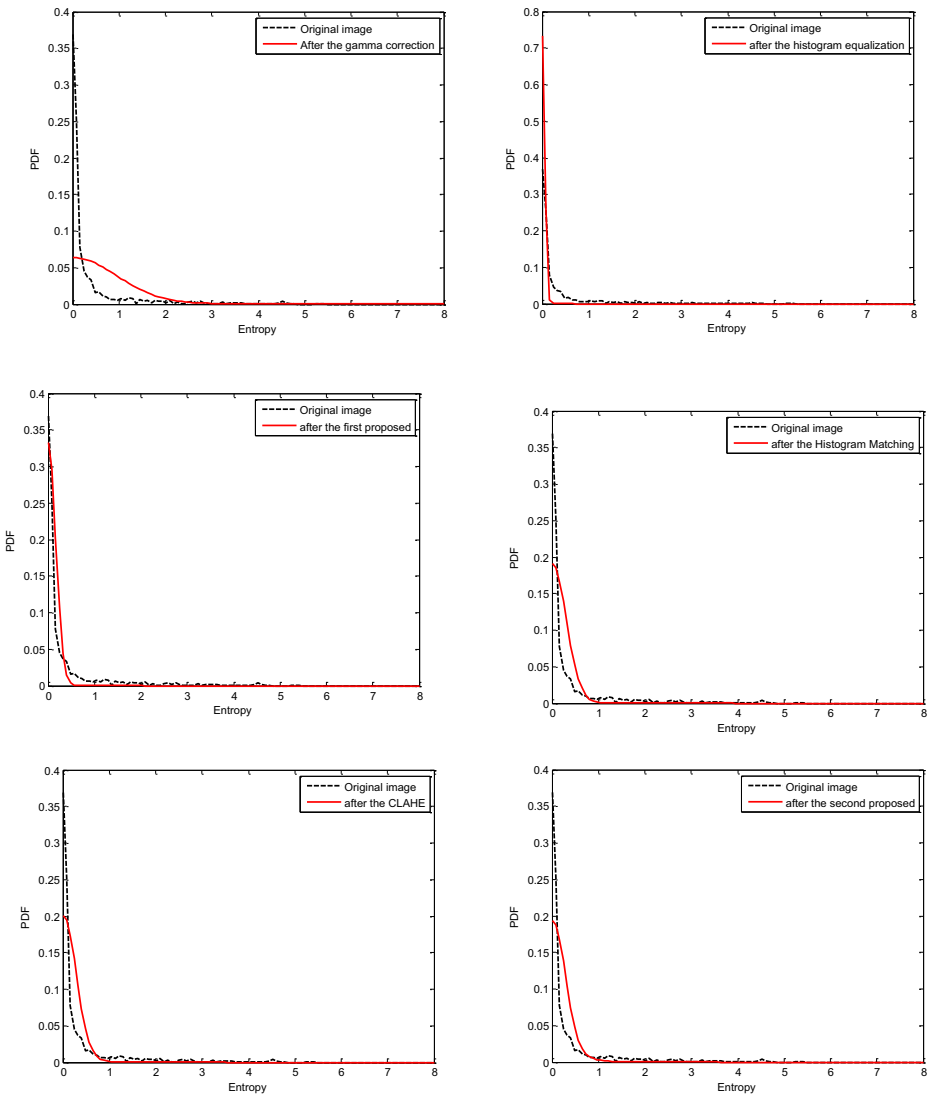 0.4
0.35
0.3
0.25
0.2
0.15
0.1
0.05
0
PDF
Original image
After the gamma correction
0 1 2 3 4 5 6 7 8
Entropy
0.8
0.7
0.6
0.5
0.4
0.3
0.2
0.1
0
PDF
Original image
after the histogram equalization
0 1 2 3 4 5 6 7 8
Entropy
0.4
0.35
0.3
0.25
0.2
0.15
0.1
0.05
0
PDF
Original image
after the first proposed
0 1 2 3 4 5 6 7 8
Entropy
0.4
0.35
0.3
0.25
0.2
0.15
0.1
0.05
0
PDF
Original image
after the Histogram Matching
0 1 2 3 4 5 6 7 8
Entropy
0.4
0.35
0.3
0.25
0.2
0.15
0.1
0.05
0
PDF
Original image
after the CLAHE
0 1 2 3 4 5 6 7 8
Entropy
0.4
0.35
0.3
0.25
0.2
0.15
0.1
0.05
0
PDF
Original image
after the second proposed
0 1 2 3 4 5 6 7 8
Entropy